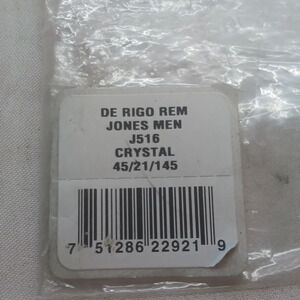 DE RIGO REM
JONES MEN
J516
CRYSTAL
45/21/145
7 51286 22921 9